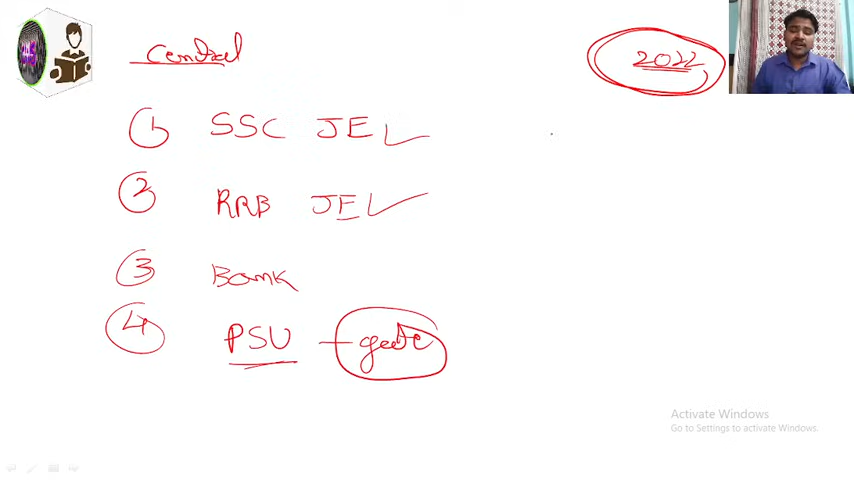 central
2022
1 SSC JE
2 RRB JE
3 Bank
4 PSU - gate
Activate Windows
Go to Settings to activate Windows.